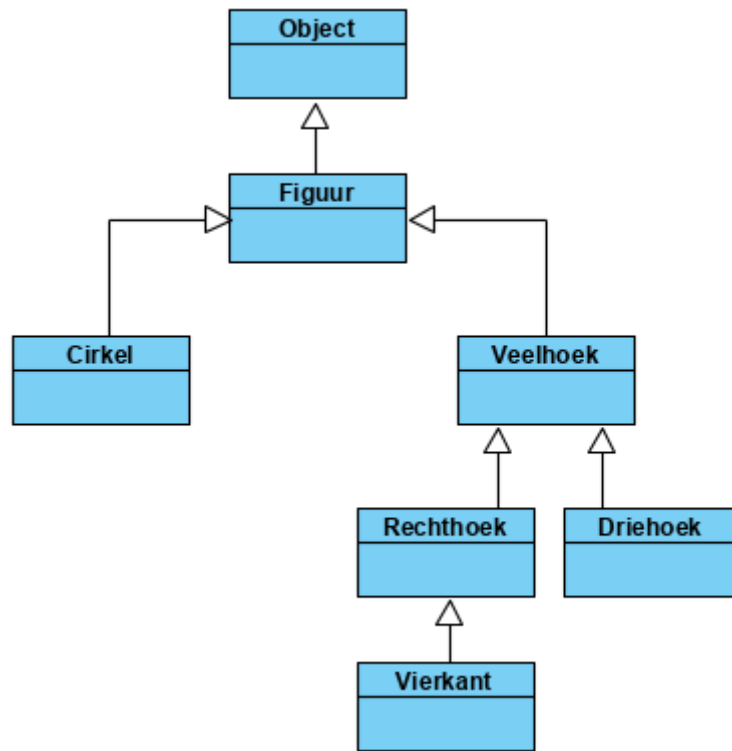 Object
Figuur
Cirkel
Veelhoek
Rechthoek
Driehoek
Vierkant